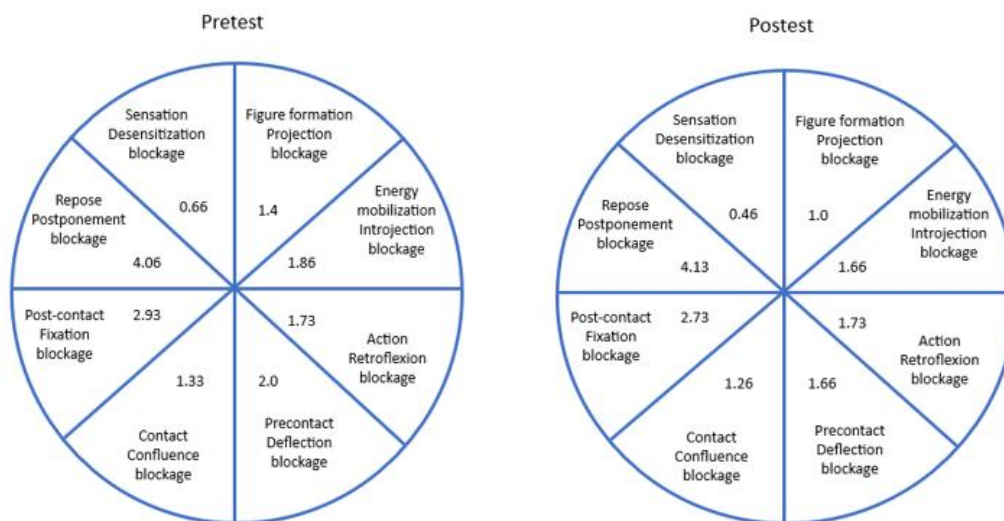 Pretest
Sensation
Desensitization
blockage
0.66
Figure formation
Projection
blockage
1.4
Energy
mobilization
Introjection
blockage
1.86
Action
Retroflexion
blockage
1.73
Precontact
Deflection
blockage
2.0
Contact
Confluence
blockage
1.33
Post-contact
Fixation
blockage
2.93
Repose
Postponement
blockage
4.06
Postest
Sensation
Desensitization
blockage
0.46
Figure formation
Projection
blockage
1.0
Energy
mobilization
Introjection
blockage
1.66
Action
Retroflexion
blockage
1.73
Precontact
Deflection
blockage
1.66
Contact
Confluence
blockage
1.26
Post-contact
Fixation
blockage
2.73
Repose
Postponement
blockage
4.13